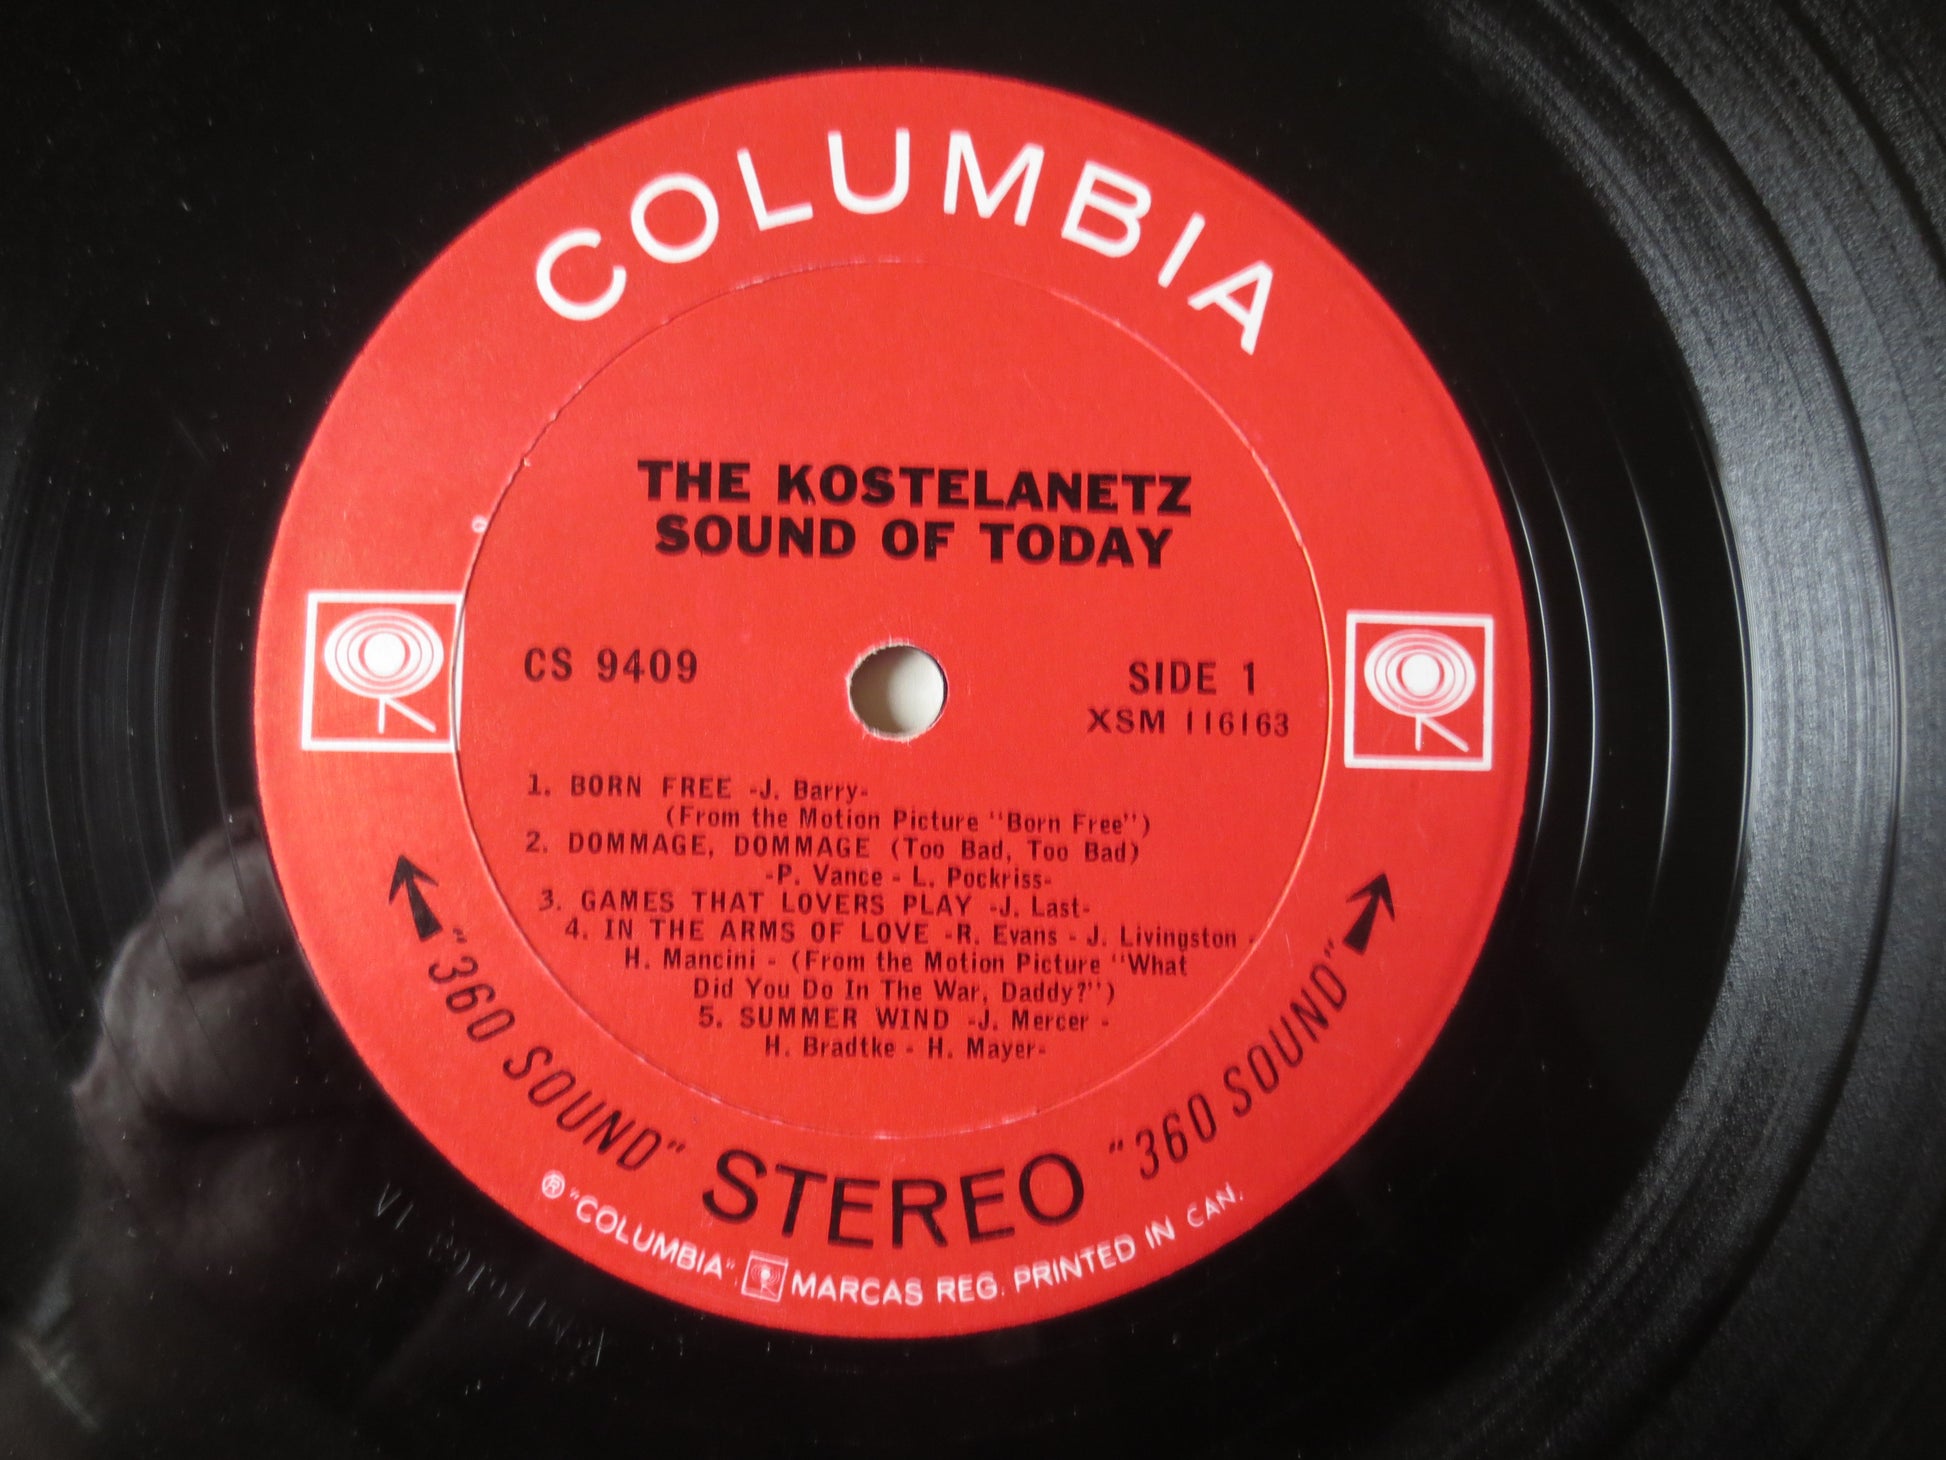 COLUMBIA
THE KOSTELANETZ
SOUND OF TODAY
CS 9409
SIDE 1
XSM 116163
1. BORN FREE -J. Barry-
(From the Motion Picture "Born Free")
2. DOMMAGE, DOMMAGE (Too Bad, Too Bad)
-P. Vance - L. Pockriss-
3. GAMES THAT LOVERS PLAY -J. Last-
4. IN THE ARMS OF LOVE -R. Evans - J. Livingston -
H. Mancini - (From the Motion Picture "What
Did You Do In The War, Daddy?")
5. SUMMER WIND -J. Mercer -
H. Bradtke - H. Mayer-
"360 SOUND" STEREO "360 SOUND"
® "COLUMBIA" MARCAS REG. PRINTED IN CAN.